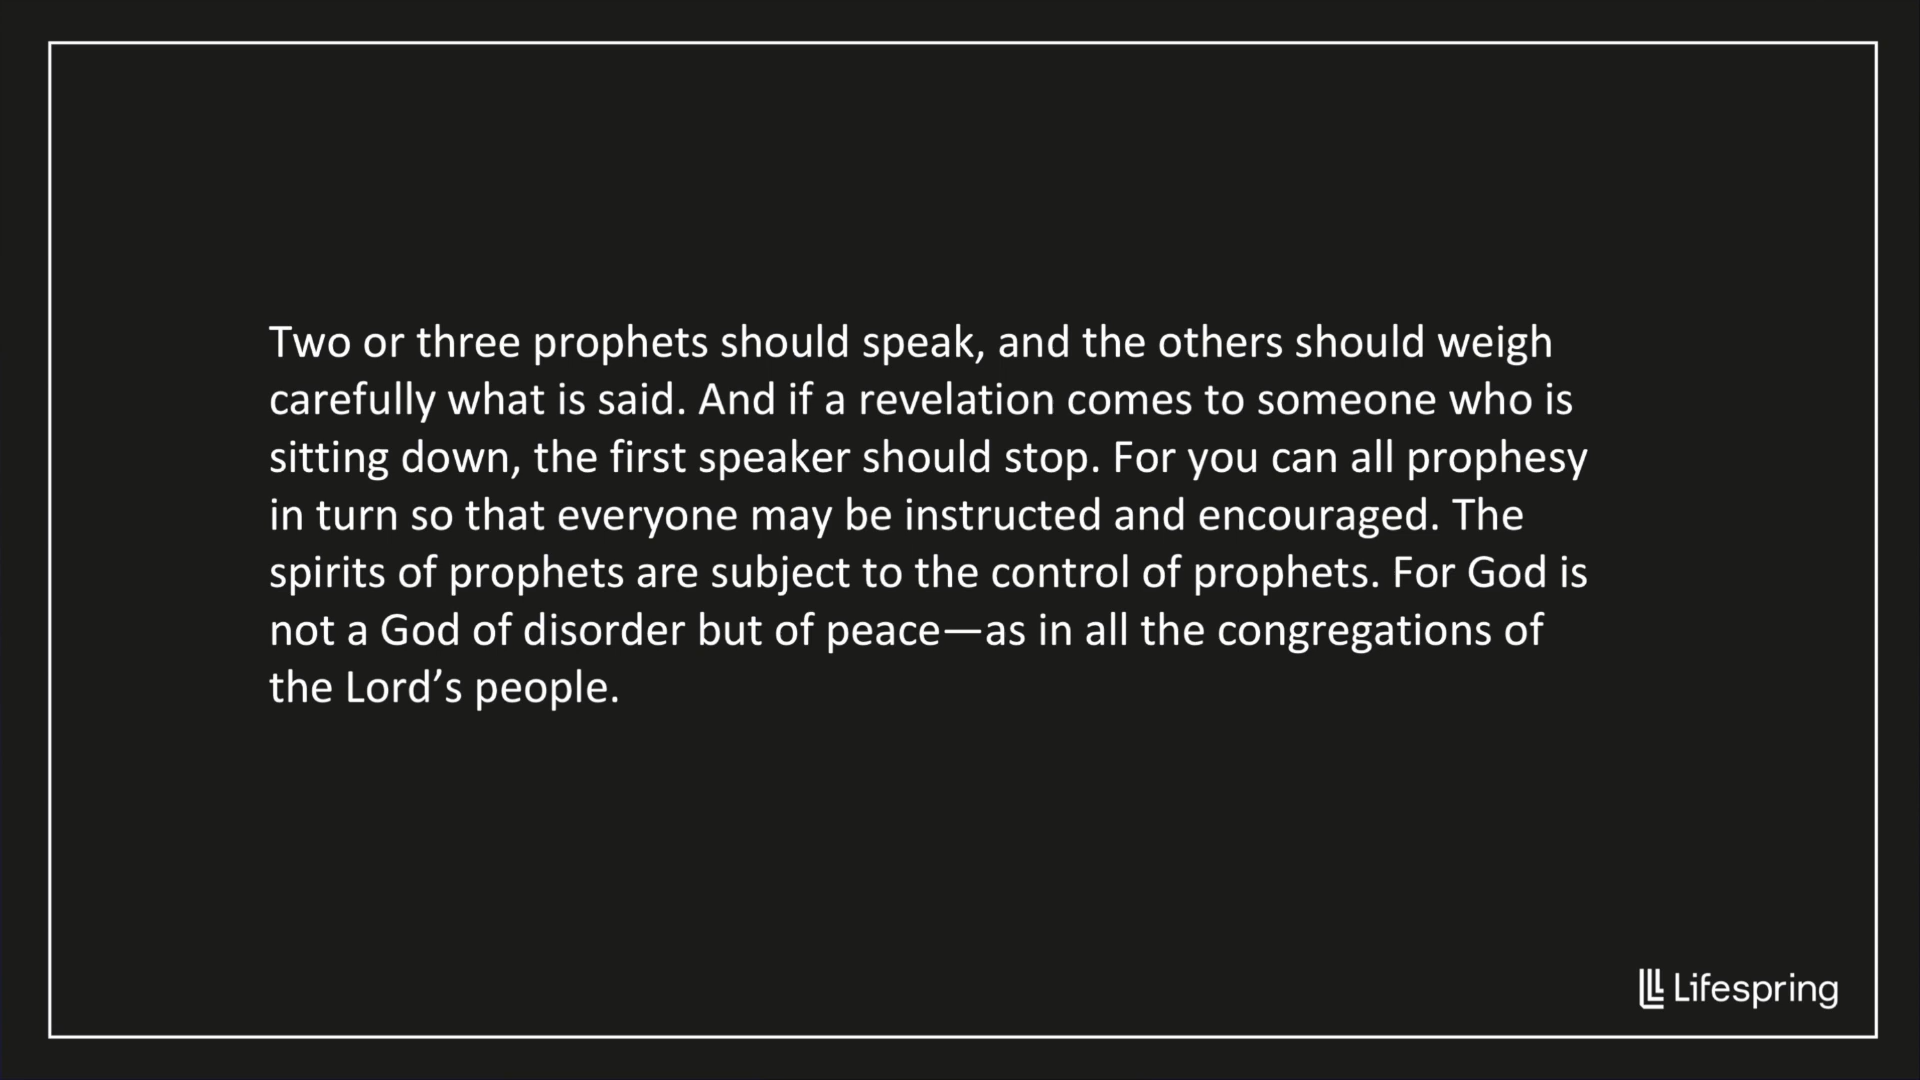 Two or three prophets should speak, and the others should weigh
carefully what is said. And if a revelation comes to someone who is
sitting down, the first speaker should stop. For you can all prophesy
in turn so that everyone may be instructed and encouraged. The
spirits of prophets are subject to the control of prophets. For God is
not a God of disorder but of peace—as in all the congregations of
the Lord’s people.
Lifespring